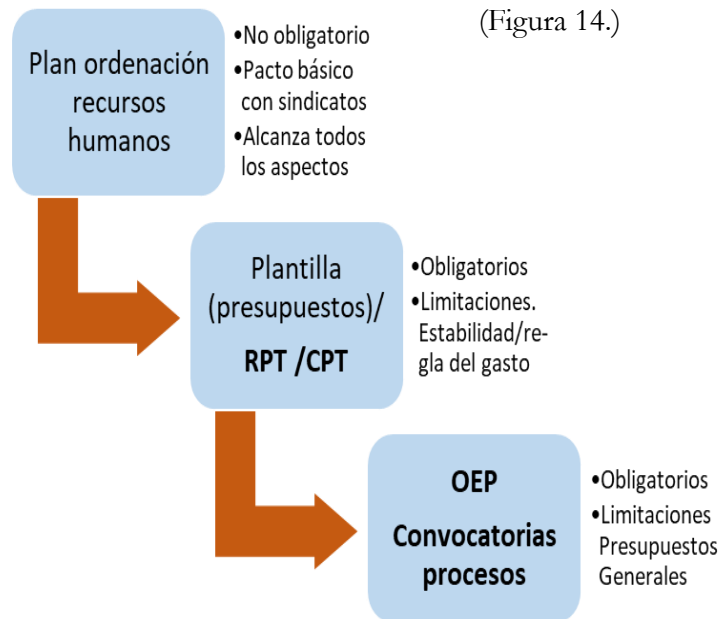 (Figura 14.)
Plan ordenación
recursos
humanos
•No obligatorio
•Pacto básico
con sindicatos
•Alcanza todos
los aspectos
Plantilla
(presupuestos)/
RPT /CPT
•Obligatorios
•Limitaciones.
Estabilidad/re-
gla del gasto
OEP
Convocatorias
procesos
•Obligatorios
•Limitaciones
Presupuestos
Generales